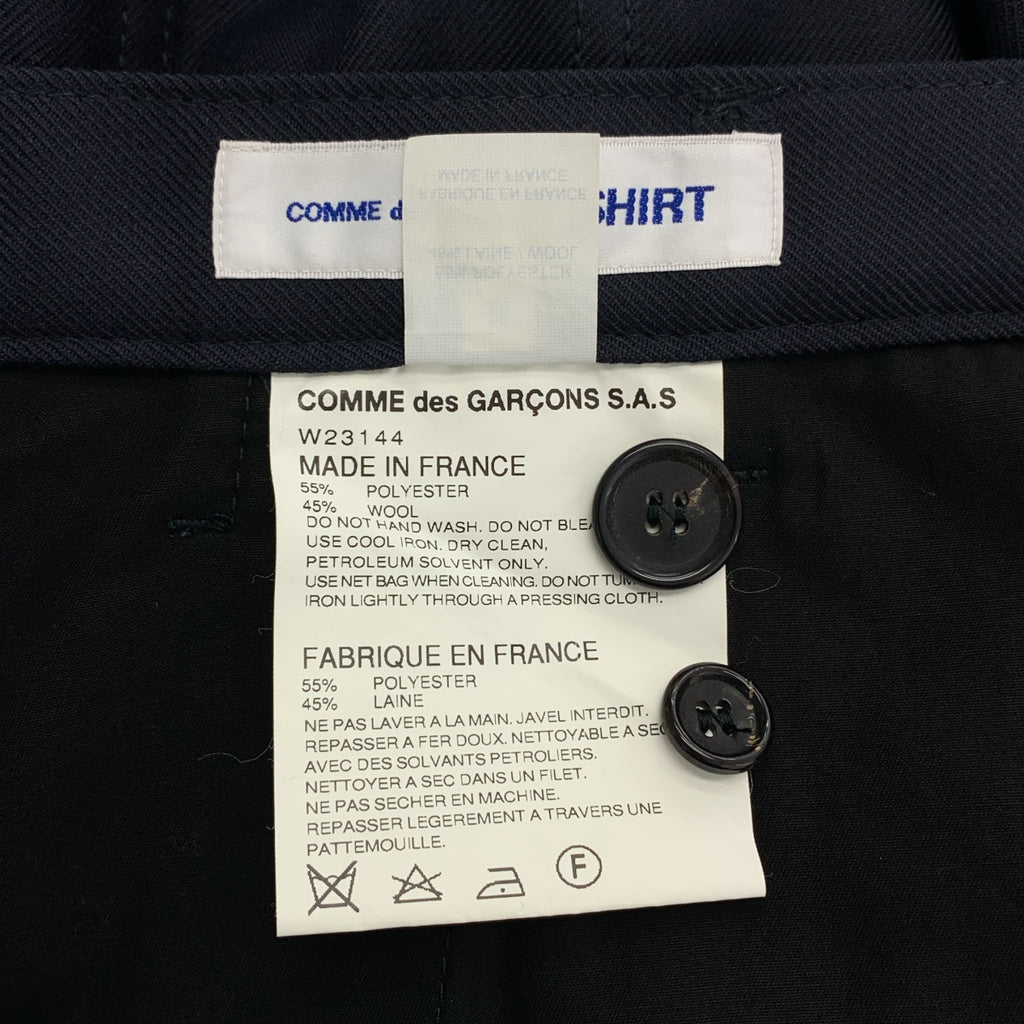 COMME d
SHIRT
COMME des GARÇONS S.A.S
W23144
MADE IN FRANCE
55% POLYESTER
45% WOOL
DO NOT HAND WASH. DO NOT BLEA
USE COOL IRON. DRY CLEAN,
PETROLEUM SOLVENT ONLY.
USE NET BAG WHEN CLEANING. DO NOT TUM
IRON LIGHTLY THROUGH A PRESSING CLOTH.
FABRIQUE EN FRANCE
55% POLYESTER
45% LAINE
NE PAS LAVER A LA MAIN. JAVEL INTERDIT.
REPASSER A FER DOUX. NETTOYABLE A SEC
AVEC DES SOLVANTS PETROLIERS.
NETTOYER A SEC DANS UN FILET.
NE PAS SECHER EN MACHINE.
REPASSER LEGEREMENT A TRAVERS UNE
PATTEMOUILLE.
F